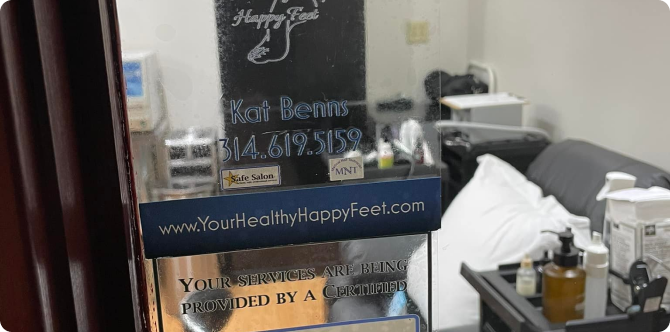 Happy Feet
Kat Benns
314.619.5159
Safe Salon
MNT
www.YourHealthyHappyFeet.com
YOUR SERVICES ARE BEING
PROVIDED BY A CERTIFIED